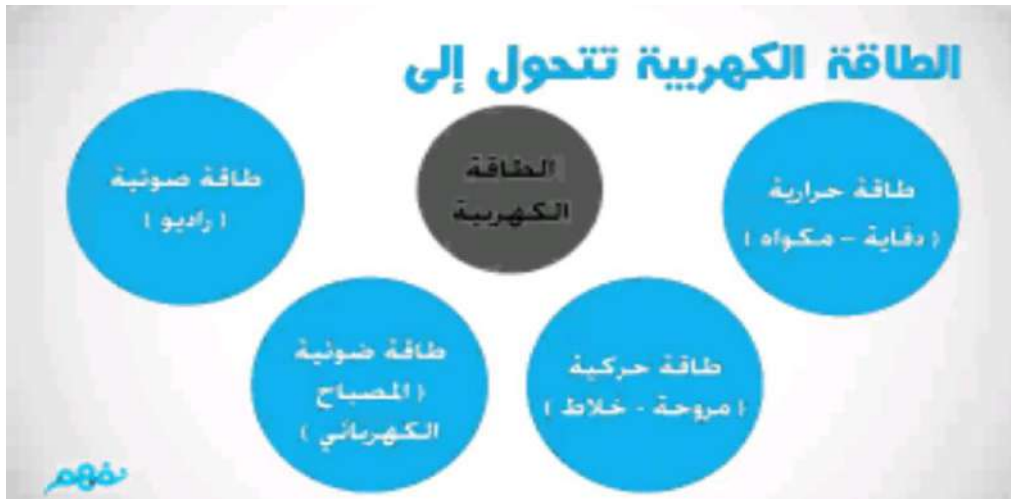 الطاقة الكهربية تتحول إلى
طاقة حرارية
( دفاية - مكواه )
الطاقة
الكهربية
طاقة صوتية
( راديو )
طاقة حركية
( مروحة - خلاط )
طاقة ضوئية
( المصباح
الكهربائي )
نفهم